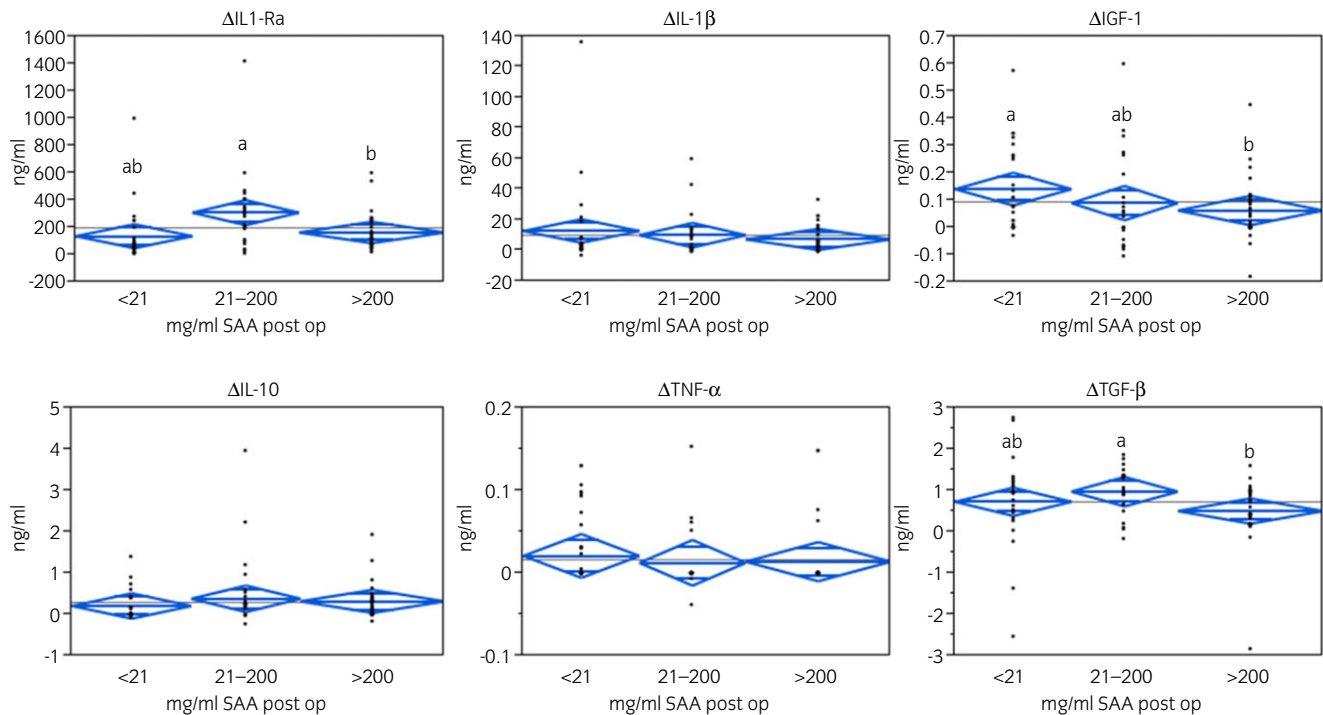 ΔIL1-Ra
1600
1400
1200
1000
800
600
400
200
0
-200
ng/ml
ab
a
b
<21
21–200
>200
mg/ml SAA post op
ΔIL-1β
140
120
100
80
60
40
20
0
-20
ng/ml
<21
21–200
>200
mg/ml SAA post op
ΔIGF-1
0.7
0.6
0.5
0.4
0.3
0.2
0.1
0.1
0.0
-0.1
-0.2
ng/ml
a
ab
b
<21
21–200
>200
mg/ml SAA post op
ΔIL-10
5
4
3
2
1
0
-1
ng/ml
<21
21–200
>200
mg/ml SAA post op
ΔTNF-α
0.2
0.1
0
-0.1
ng/ml
<21
21–200
>200
mg/ml SAA post op
ΔTGF-β
3
2
1
0
-1
-2
-3
ng/ml
ab
a
b
<21
21–200
>200
mg/ml SAA post op